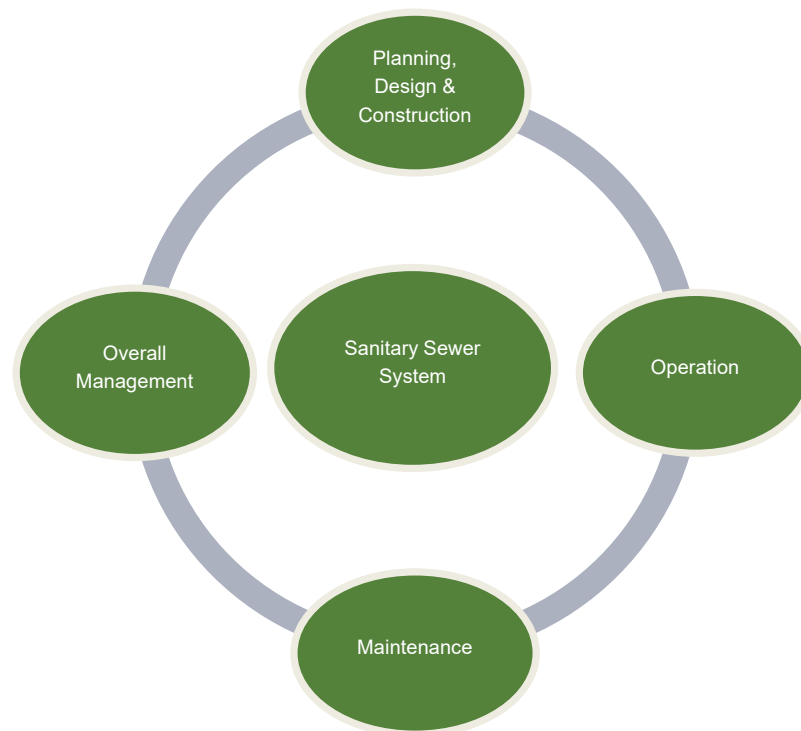 Planning,
Design &
Construction
Overall
Management
Sanitary Sewer
System
Operation
Maintenance